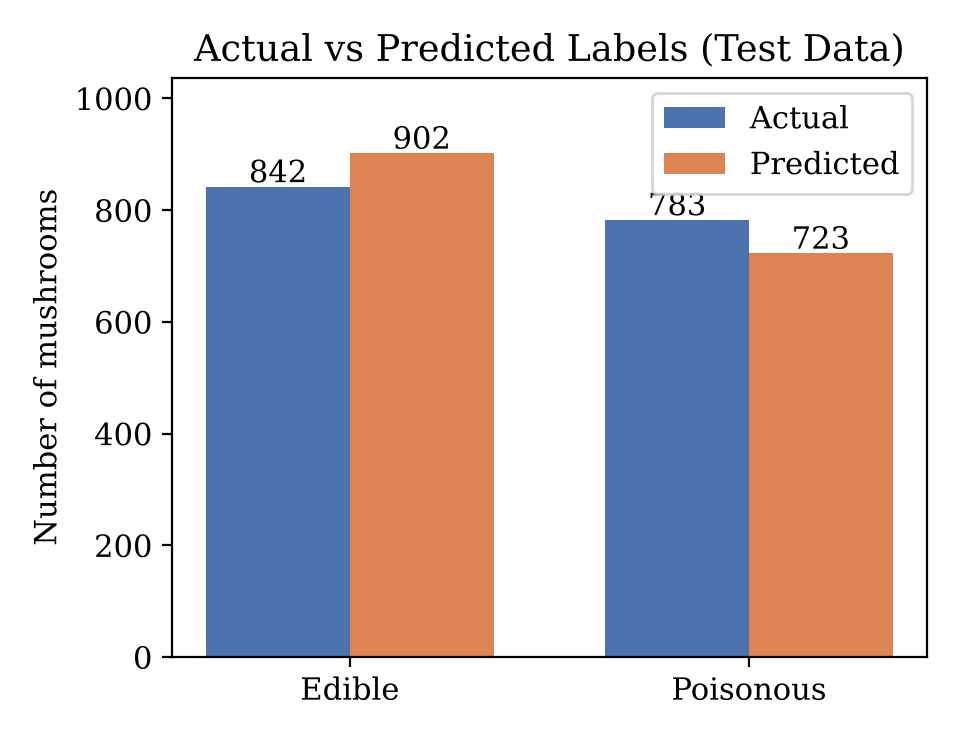 Actual vs Predicted Labels (Test Data)
Number of mushrooms
1000
800
600
400
200
0
Actual
Predicted
842
902
783
723
Edible
Poisonous